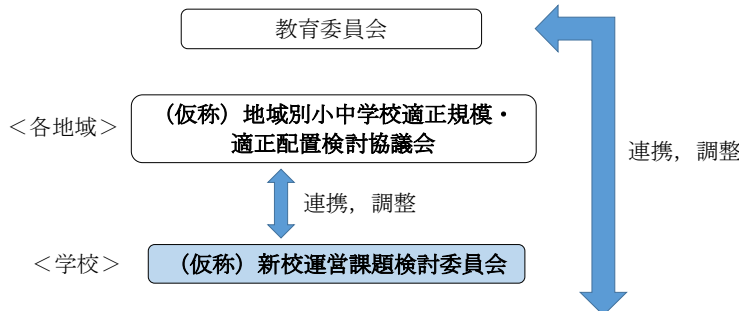 教育委員会
<各地域>
(仮称)地域別小中学校適正規模・
適正配置検討協議会
連携,調整
連携,調整
<学校>
(仮称)新校運営課題検討委員会